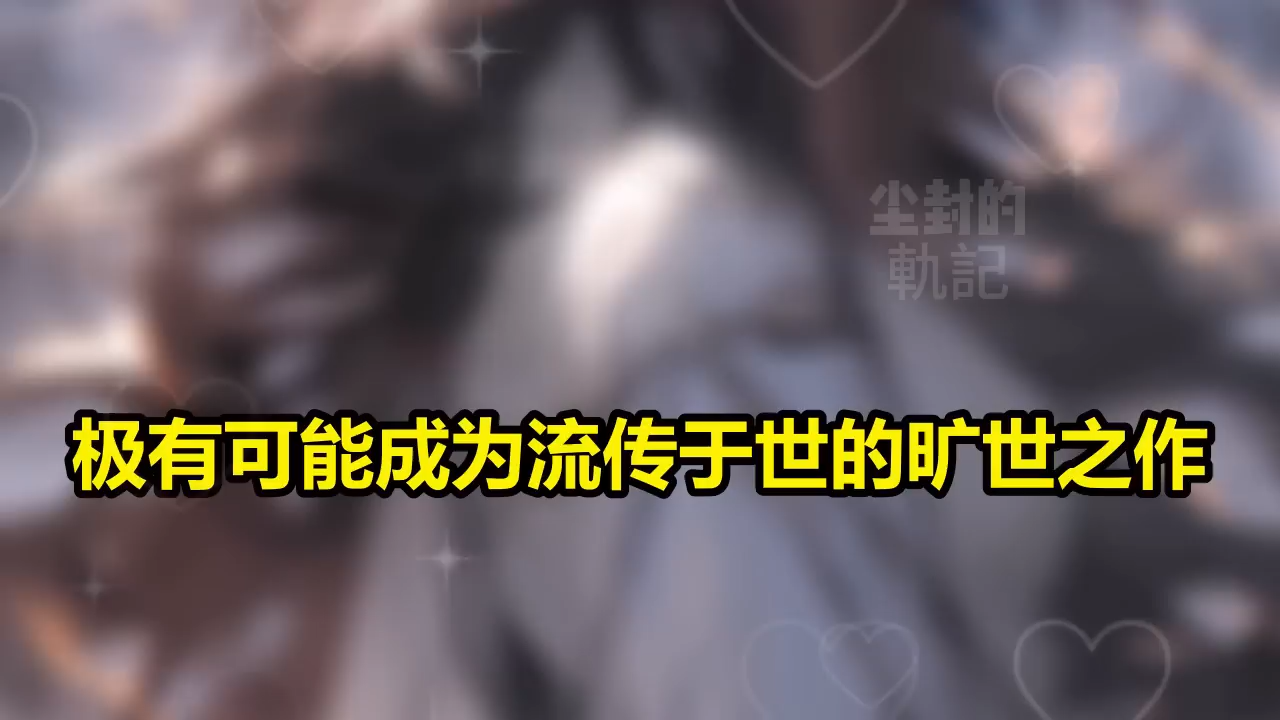 尘封的
軌記
极有可能成为流传于世的旷世之作